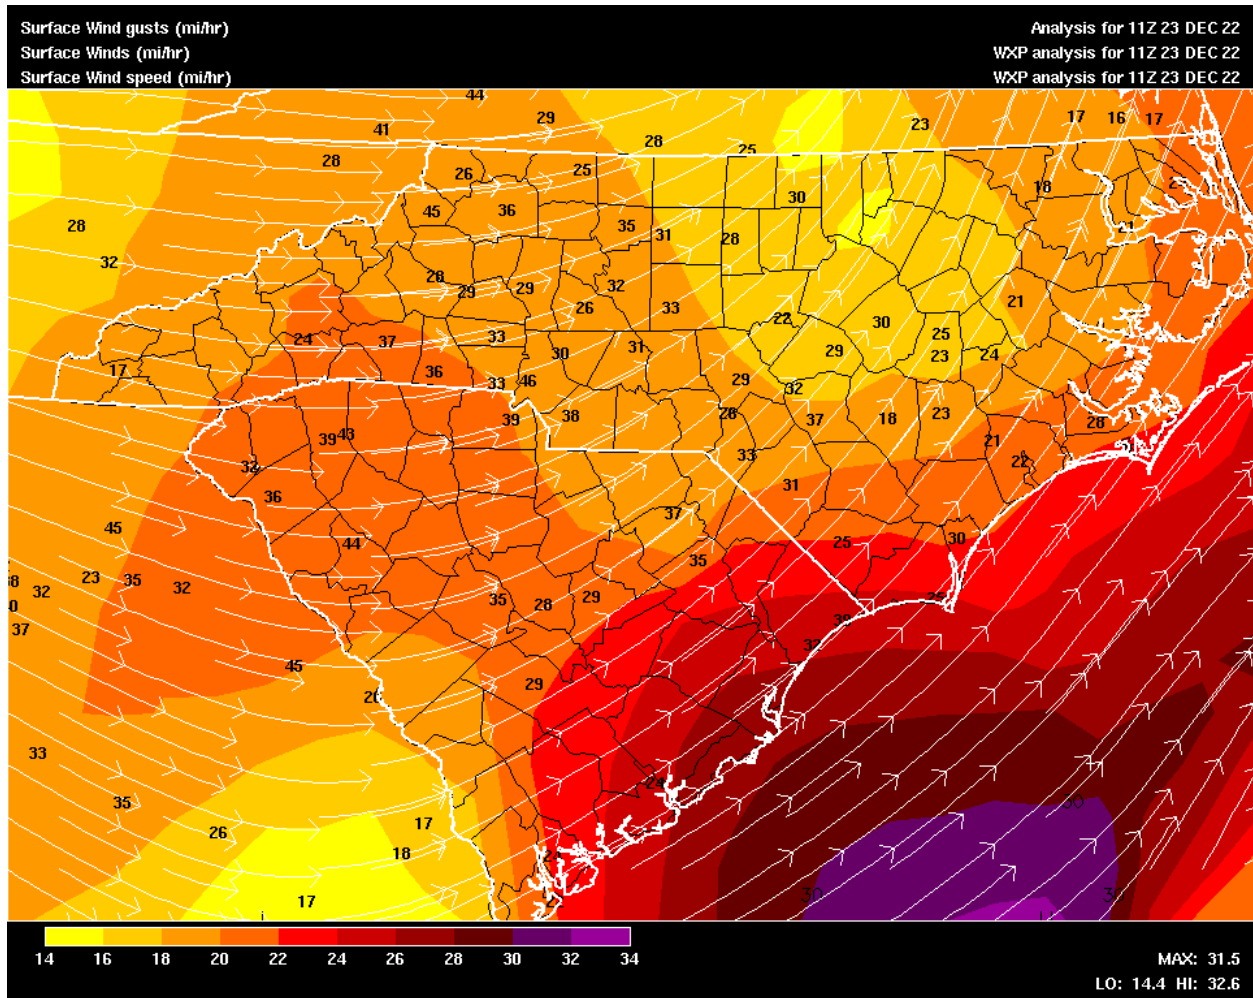 Surface Wind gusts (mi/hr) Analysis for 11Z 23 DEC 22
Surface Winds (mi/hr) WXP analysis for 11Z 23 DEC 22
Surface Wind speed (mi/hr) WXP analysis for 11Z 23 DEC 22
44
29 23 17 16 17
41
28 25
28
26 25
30 18
45 36
28 35
31 28
32
28
29 29 32
26 33 21
22 30
24 37 33 25
30 31 29 23 24
17 36
33 46 29 32
39 38 37 18 23 28
39 43
33 21
22
36 31
37
45 44 25 30
35
23 35 32
32
35 28 29
37
32
45
29
33
35
26 17
18
17
30
14 16 18 20 22 24 26 28 30 32 34
MAX: 31.5
LO: 14.4 HI: 32.6